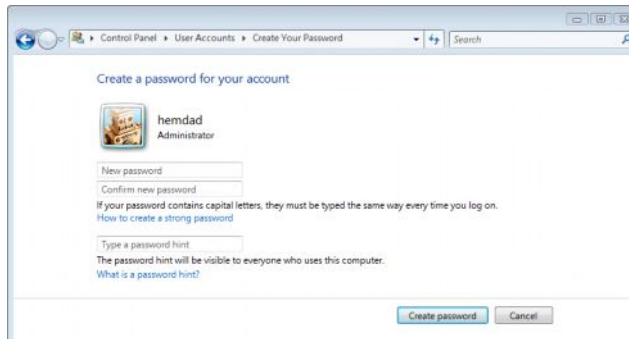 Control Panel ▸ User Accounts ▸ Create Your Password
Search
Create a password for your account
hemdad
Administrator
New password
Confirm new password
If your password contains capital letters, they must be typed the same way every time you log on.
How to create a strong password
Type a password hint
The password hint will be visible to everyone who uses this computer.
What is a password hint?
Create password
Cancel